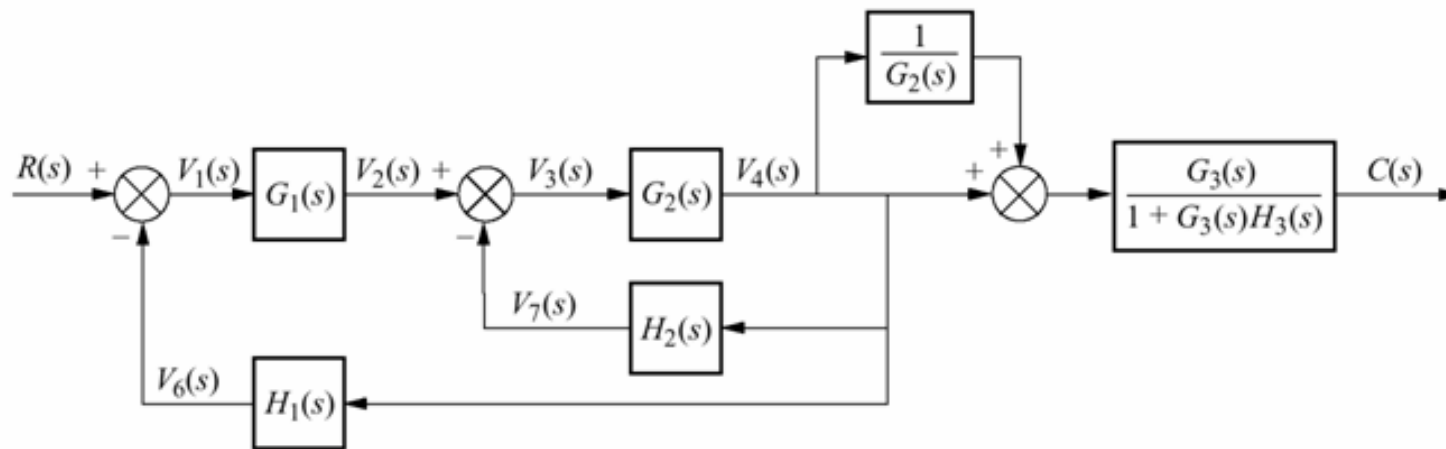 1
G₂(s)
R(s) + V₁(s) G₁(s) V₂(s) + V₃(s) G₂(s) V₄(s) + + G₃(s) C(s)
1 + G₃(s)H₃(s)
− −
V₇(s) H₂(s)
V₆(s) H₁(s)